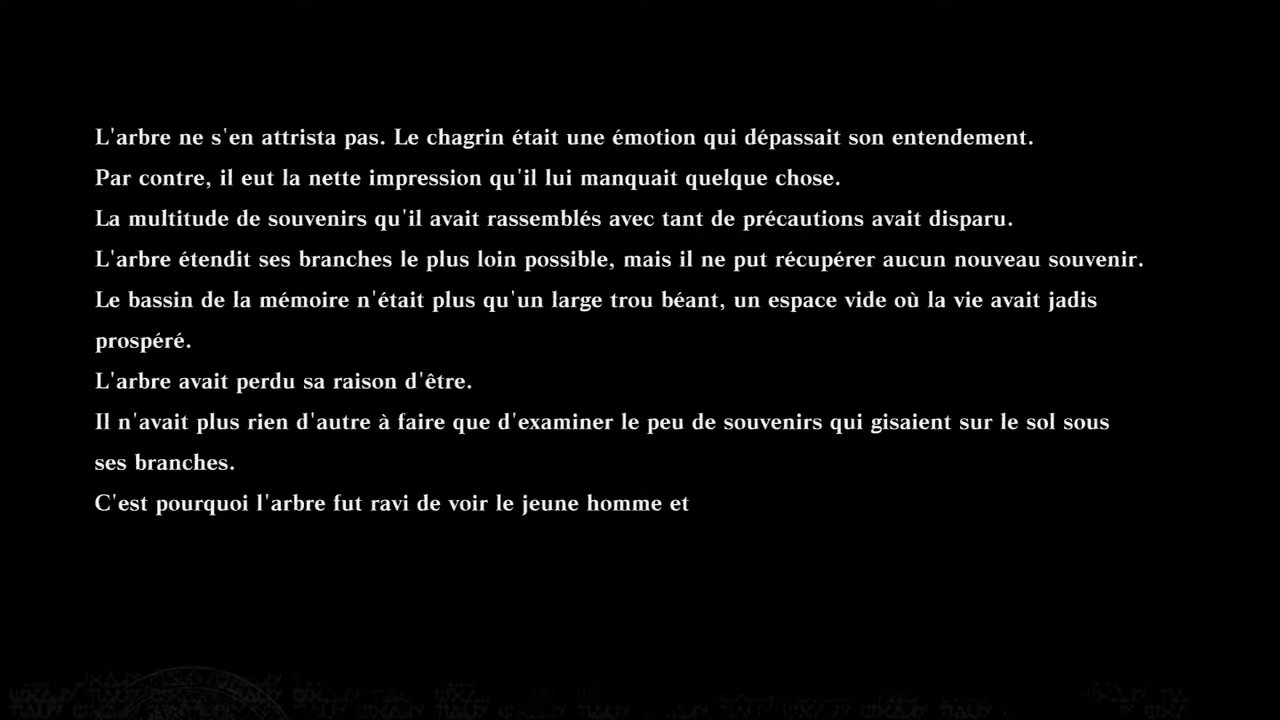 L'arbre ne s'en attrista pas. Le chagrin était une émotion qui dépassait son entendement.
Par contre, il eut la nette impression qu'il lui manquait quelque chose.
La multitude de souvenirs qu'il avait rassemblés avec tant de précautions avait disparu.
L'arbre étendit ses branches le plus loin possible, mais il ne put récupérer aucun nouveau souvenir.
Le bassin de la mémoire n'était plus qu'un large trou béant, un espace vide où la vie avait jadis
prospéré.
L'arbre avait perdu sa raison d'être.
Il n'avait plus rien d'autre à faire que d'examiner le peu de souvenirs qui gisaient sur le sol sous
ses branches.
C'est pourquoi l'arbre fut ravi de voir le jeune homme et